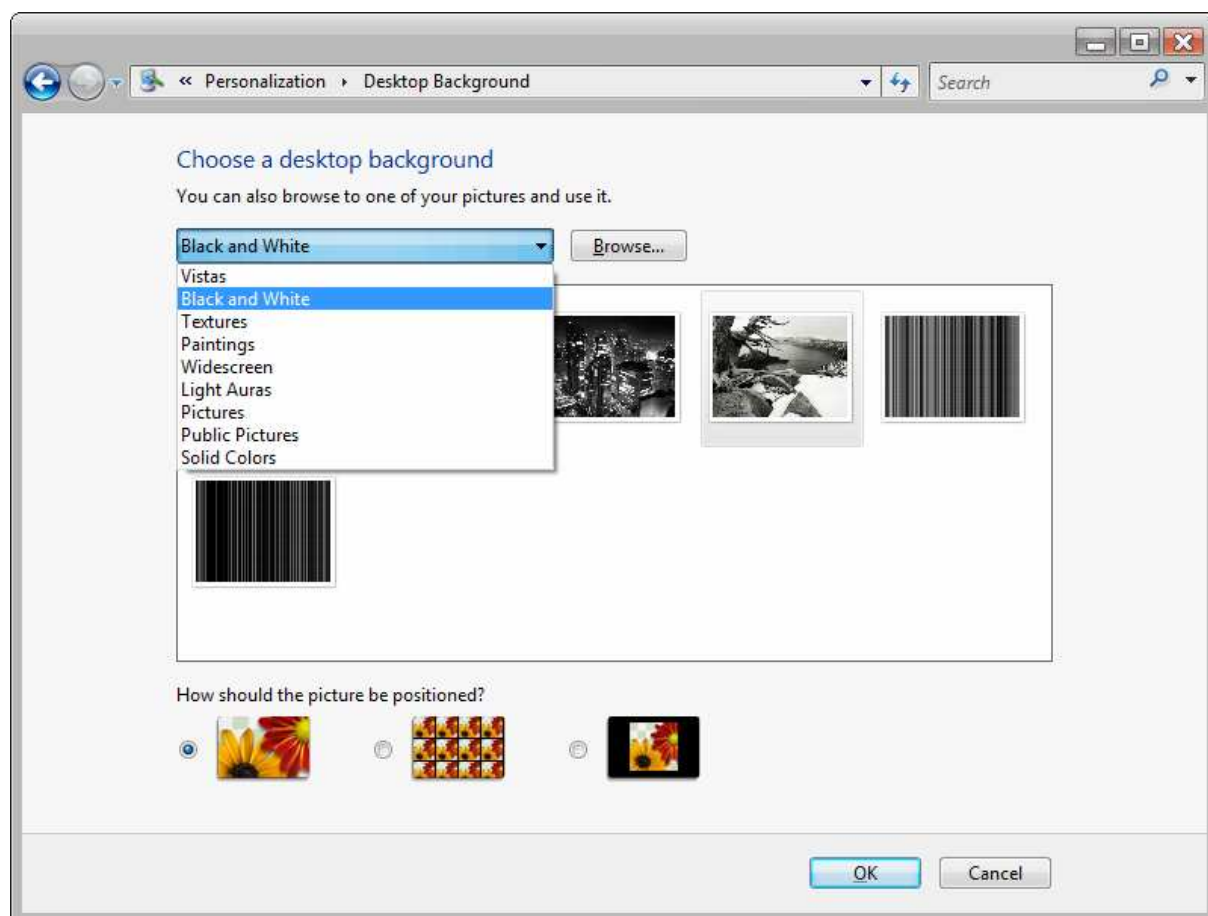 « Personalization › Desktop Background
Search
Choose a desktop background
You can also browse to one of your pictures and use it.
Black and White
Browse...
Vistas
Black and White
Textures
Paintings
Widescreen
Light Auras
Pictures
Public Pictures
Solid Colors
How should the picture be positioned?
OK
Cancel